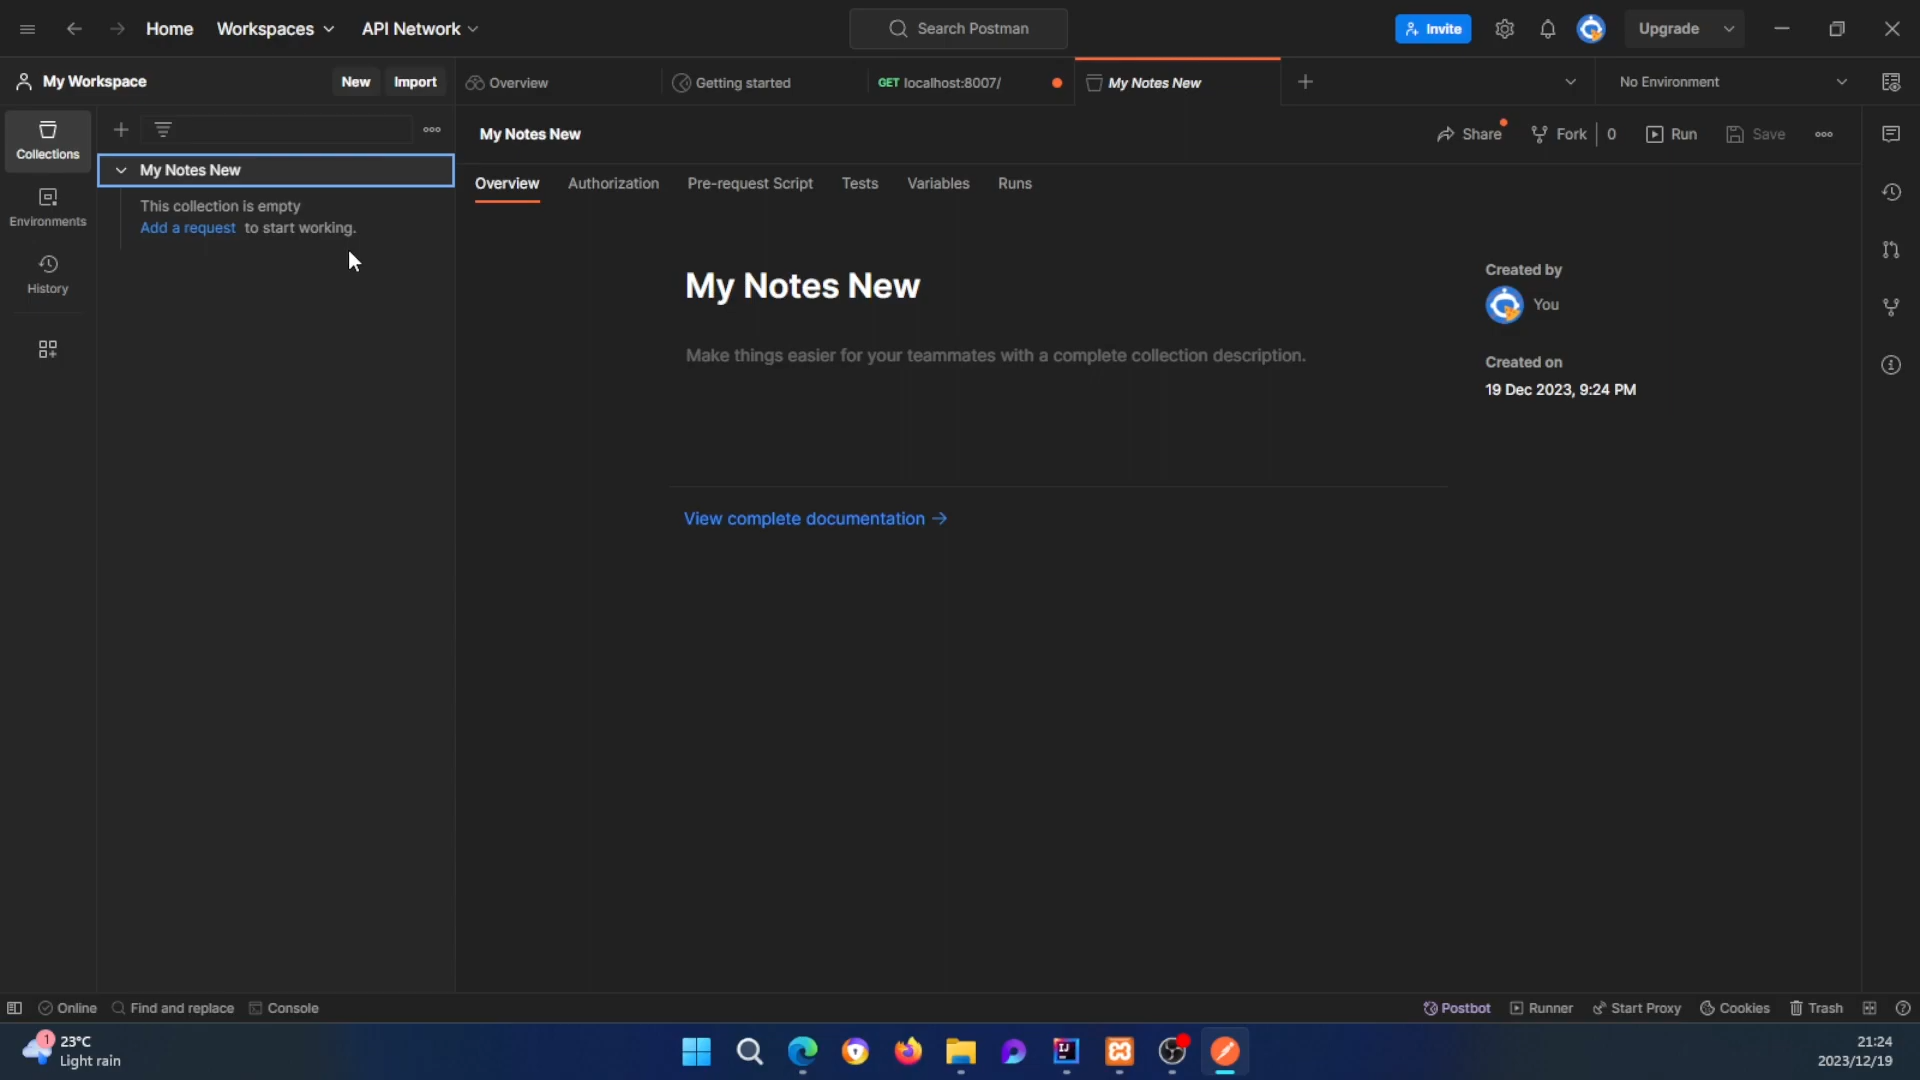 Home Workspaces API Network Search Postman Invite Upgrade
My Workspace New Import Overview Getting started GET localhost:8007/ My Notes New No Environment
Collections
My Notes New Share Fork 0 Run Save
My Notes New
Overview Authorization Pre-request Script Tests Variables Runs
This collection is empty
Add a request to start working.
Environments
History
My Notes New
Created by
You
Make things easier for your teammates with a complete collection description.
Created on
19 Dec 2023, 9:24 PM
View complete documentation →
Online Find and replace Console Postbot Runner Start Proxy Cookies Trash
1 23°C
Light rain
21:24
2023/12/19